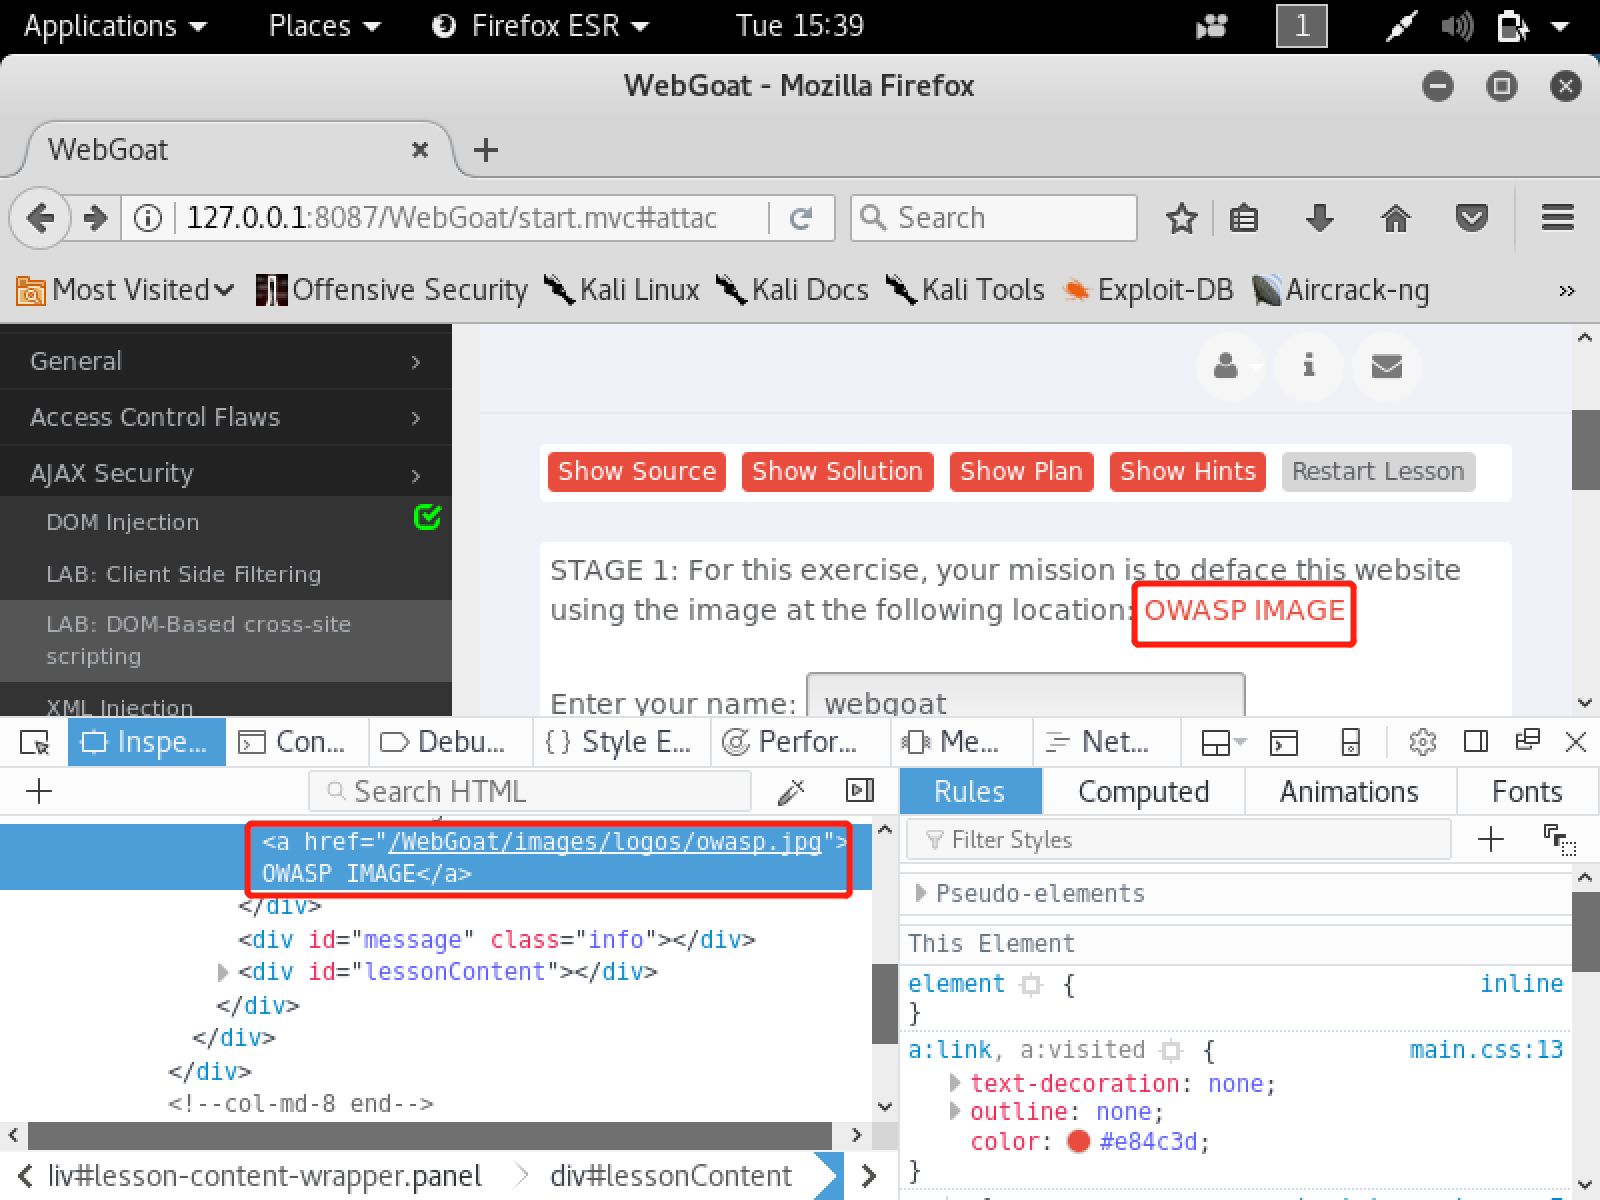 Applications Places Firefox ESR Tue 15:39 1
WebGoat - Mozilla Firefox
WebGoat
127.0.0.1:8087/WebGoat/start.mvc#attac Search
Most Visited Offensive Security Kali Linux Kali Docs Kali Tools Exploit-DB Aircrack-ng »
General
Access Control Flaws
AJAX Security
DOM Injection
LAB: Client Side Filtering
LAB: DOM-Based cross-site
scripting
XML Injection
Show Source Show Solution Show Plan Show Hints Restart Lesson
STAGE 1: For this exercise, your mission is to deface this website
using the image at the following location: OWASP IMAGE
Enter your name: webgoat
Inspe... Con... Debu... { } Style E... Perfor... Me... Net...
Search HTML
<a href="/WebGoat/images/logos/owasp.jpg">
OWASP IMAGE</a>
</div>
<div id="message" class="info"></div>
<div id="lessonContent"></div>
</div>
</div>
</div>
<!--col-md-8 end-->
liv#lesson-content-wrapper.panel div#lessonContent
Rules Computed Animations Fonts
Filter Styles
Pseudo-elements
This Element
element { inline
}
a:link, a:visited { main.css:13
text-decoration: none;
outline: none;
color: #e84c3d;
}